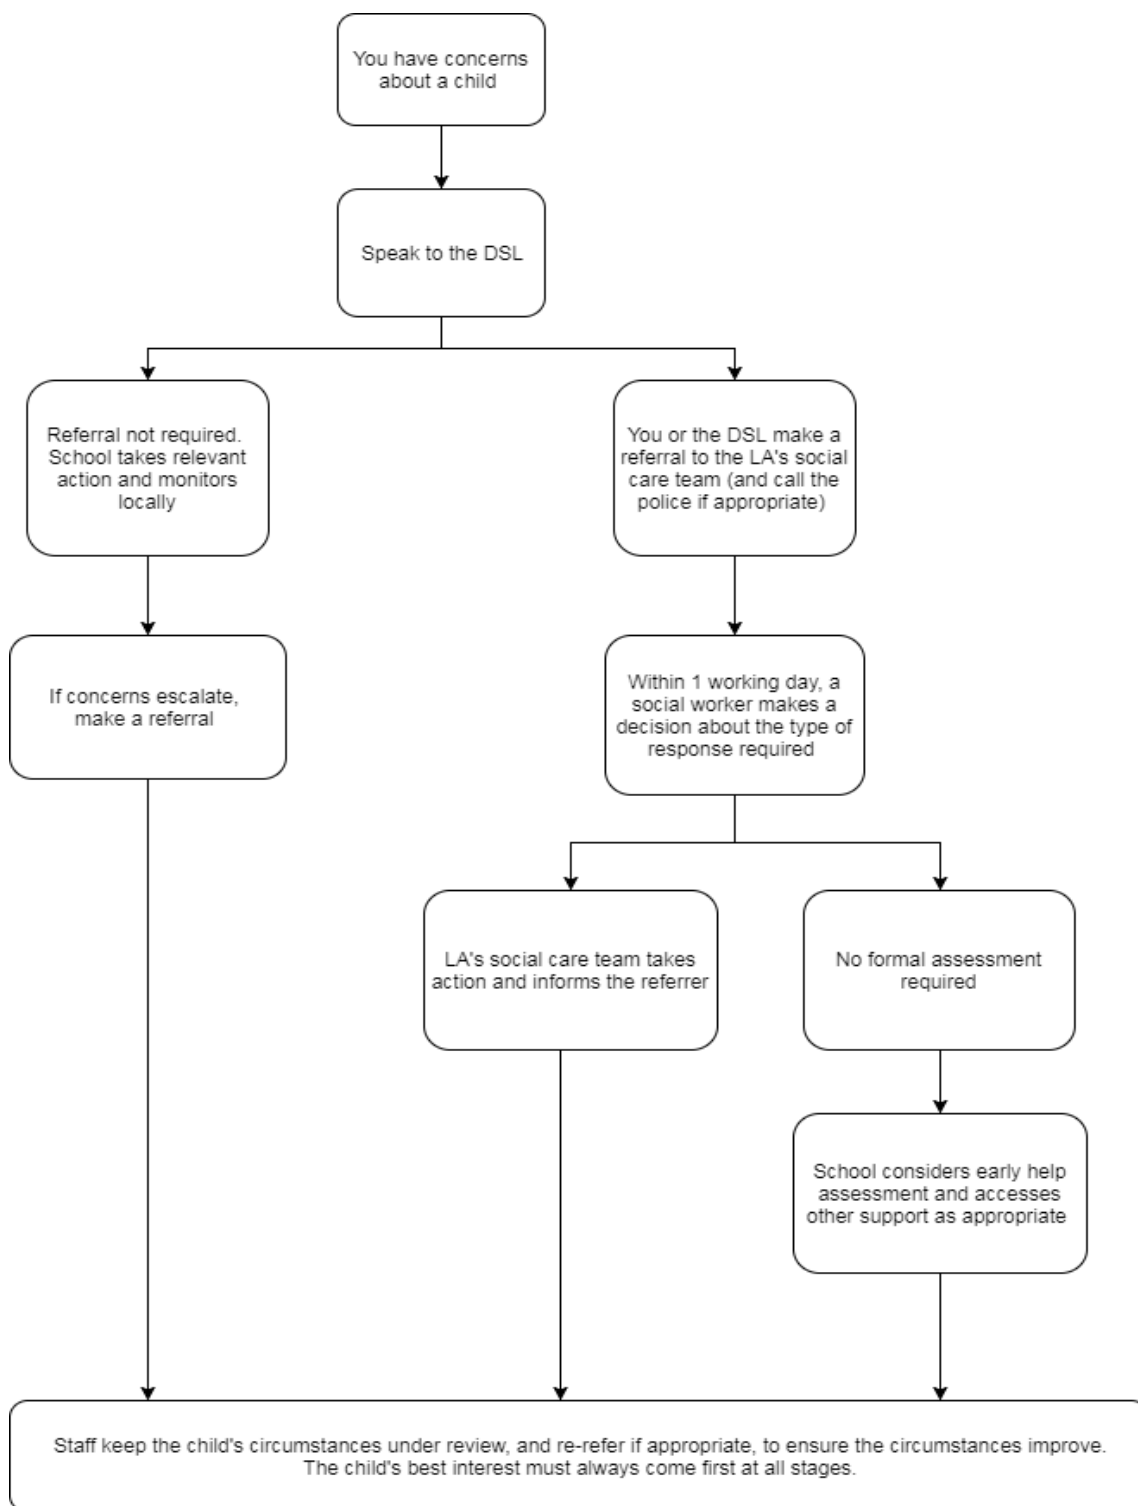 You have concerns
about a child
Speak to the DSL
Referral not required.
School takes relevant
action and monitors
locally
You or the DSL make a
referral to the LA's social
care team (and call the
police if appropriate)
If concerns escalate,
make a referral
Within 1 working day, a
social worker makes a
decision about the type of
response required
LA's social care team takes
action and informs the referrer
No formal assessment
required
School considers early help
assessment and accesses
other support as appropriate
Staff keep the child's circumstances under review, and re-refer if appropriate, to ensure the circumstances improve.
The child's best interest must always come first at all stages.